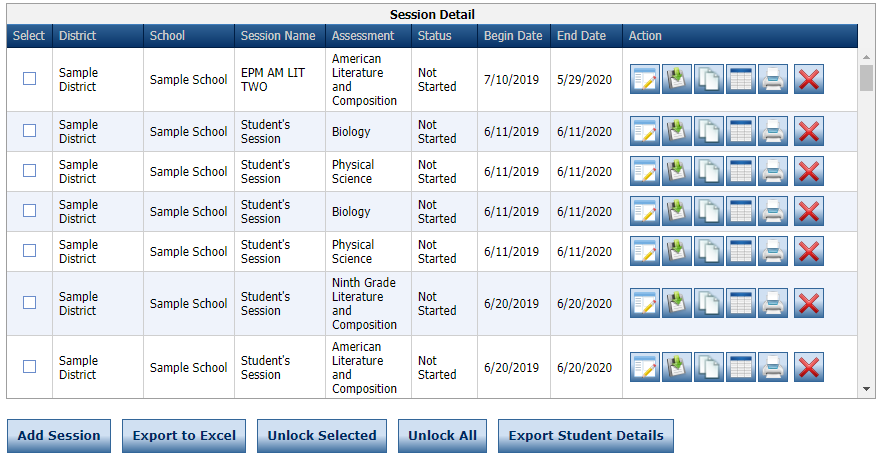 Session Detail
Select District School Session Name Assessment Status Begin Date End Date Action
Sample District Sample School EPM AM LIT TWO American Literature and Composition Not Started 7/10/2019 5/29/2020
Sample District Sample School Student's Session Biology Not Started 6/11/2019 6/11/2020
Sample District Sample School Student's Session Physical Science Not Started 6/11/2019 6/11/2020
Sample District Sample School Student's Session Biology Not Started 6/11/2019 6/11/2020
Sample District Sample School Student's Session Physical Science Not Started 6/11/2019 6/11/2020
Sample District Sample School Student's Session Ninth Grade Literature and Composition Not Started 6/20/2019 6/20/2020
Sample District Sample School Student's Session American Literature and Composition Not Started 6/20/2019 6/20/2020
Add Session Export to Excel Unlock Selected Unlock All Export Student Details